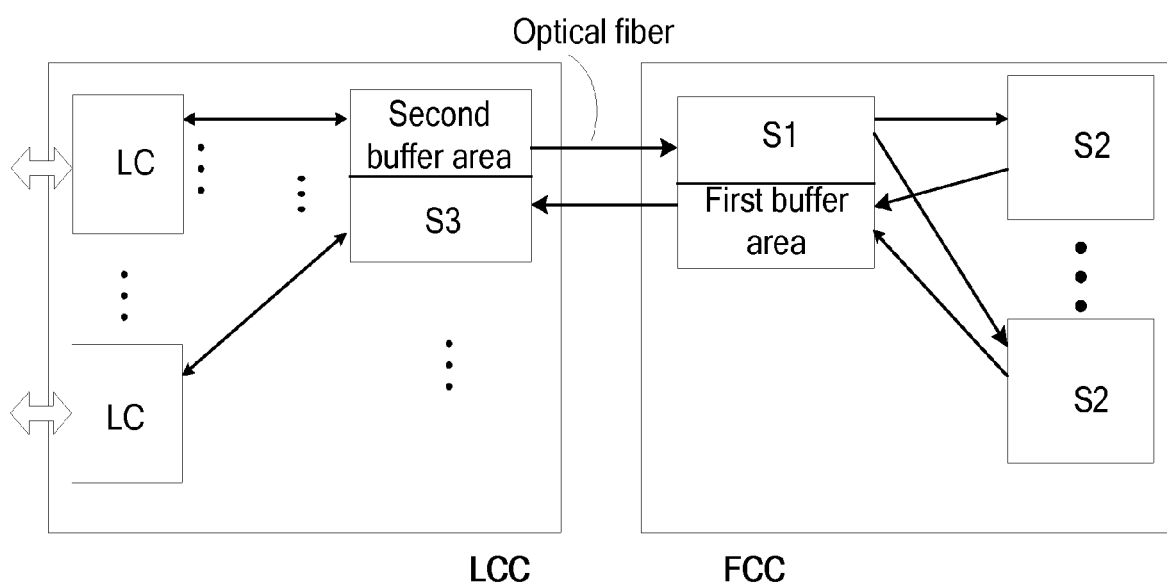 Optical fiber
LC
Second
buffer area
S3
S1
First buffer
area
S2
LC
S2
LCC
FCC